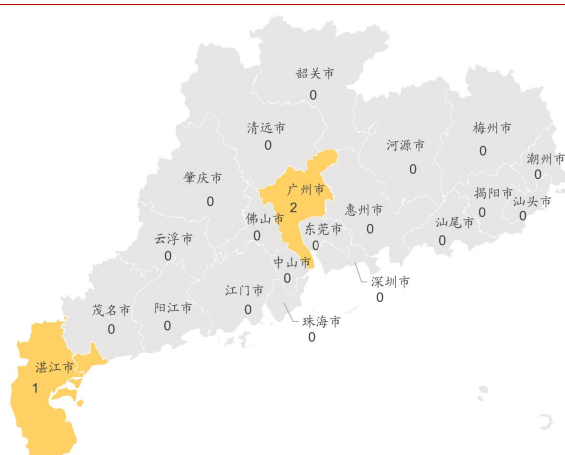 韶关市
0
清远市
0
河源市
0
梅州市
0
潮州市
0
肇庆市
0
广州市
2
揭阳市
0
汕头市
0
惠州市
0
佛山市
0
东莞市
0
汕尾市
0
云浮市
0
中山市
0
深圳市
0
江门市
0
茂名市
0
阳江市
0
珠海市
0
湛江市
1